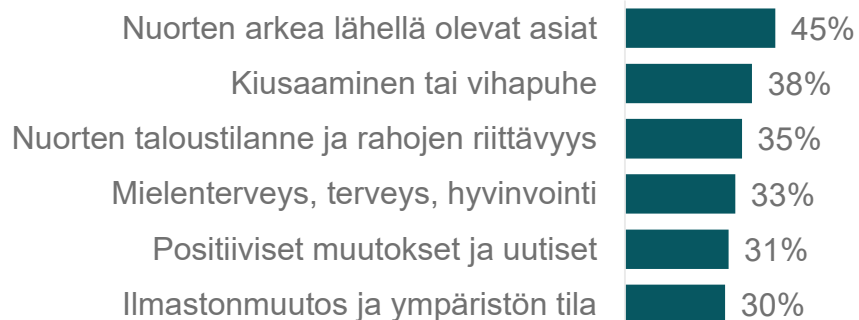 Nuorten arkea lähellä olevat asiat 45%
Kiusaaminen tai vihapuhe 38%
Nuorten taloustilanne ja rahojen riittävyys 35%
Mielenterveys, terveys, hyvinvointi 33%
Positiiviset muutokset ja uutiset 31%
Ilmastonmuutos ja ympäristön tila 30%